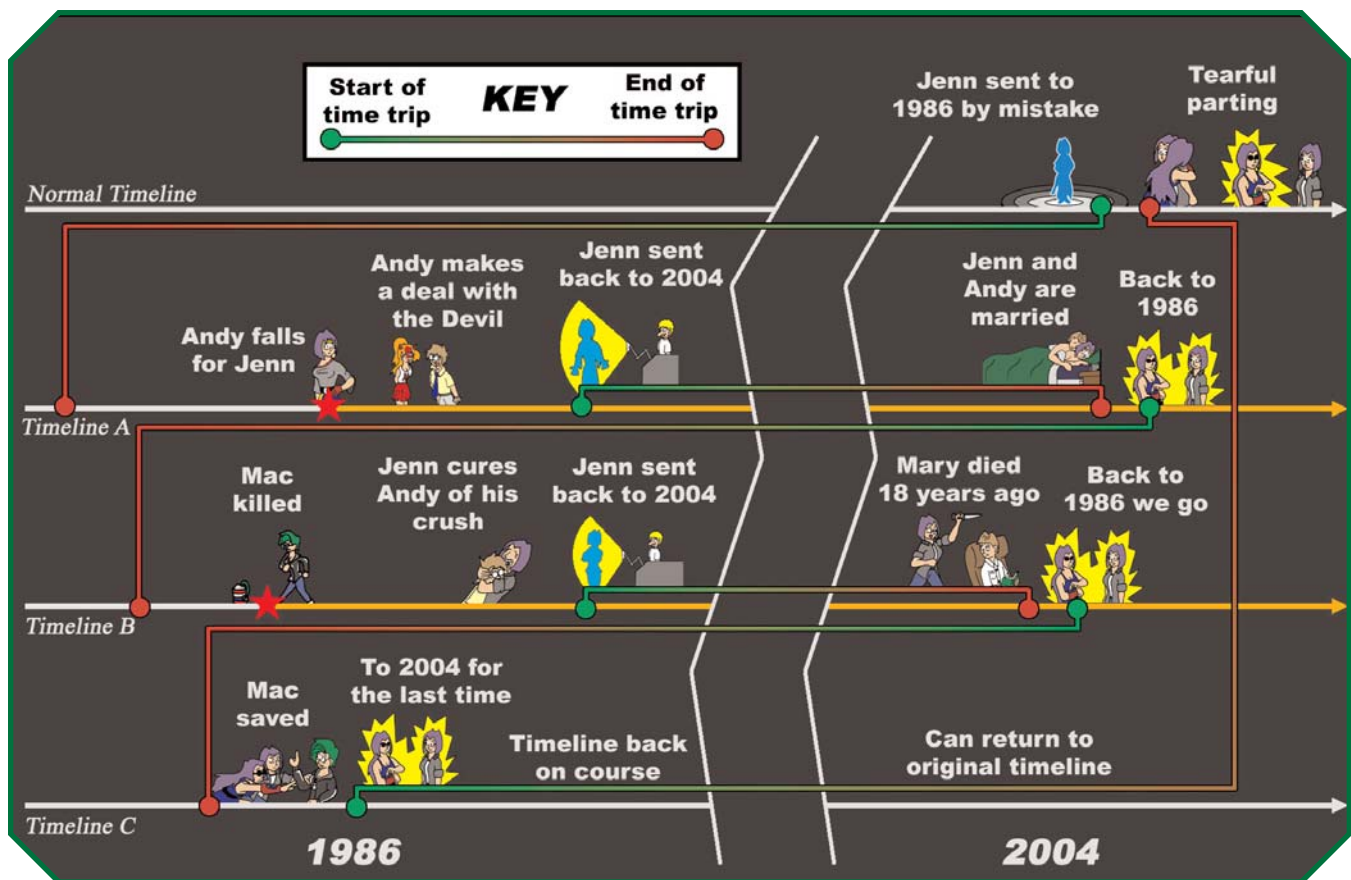 Start of
time trip
KEY
End of
time trip
Jenn sent to
1986 by mistake
Tearful
parting
Normal Timeline
Andy falls
for Jenn
Andy makes
a deal with
the Devil
Jenn sent
back to 2004
Jenn and
Andy are
married
Back to
1986
Timeline A
Mac
killed
Jenn cures
Andy of his
crush
Jenn sent
back to 2004
Mary died
18 years ago
Back to
1986 we go
Timeline B
Mac
saved
To 2004 for
the last time
Timeline back
on course
Can return to
original timeline
Timeline C
1986
2004